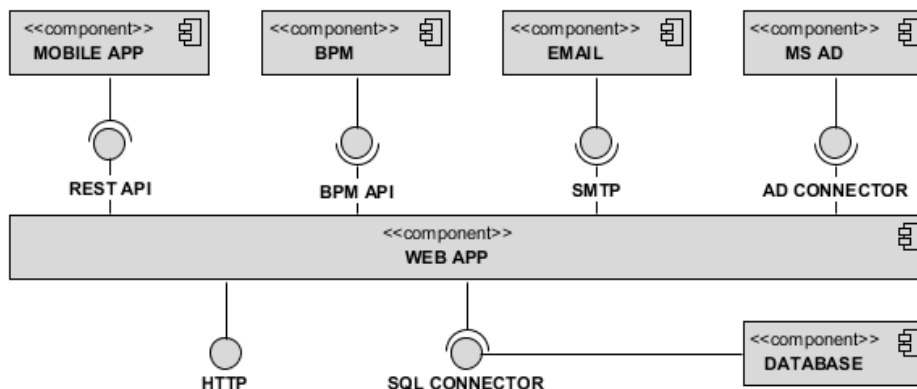 <<component>>
MOBILE APP
<<component>>
BPM
<<component>>
EMAIL
<<component>>
MS AD
REST API
BPM API
SMTP
AD CONNECTOR
<<component>>
WEB APP
HTTP
SQL CONNECTOR
<<component>>
DATABASE